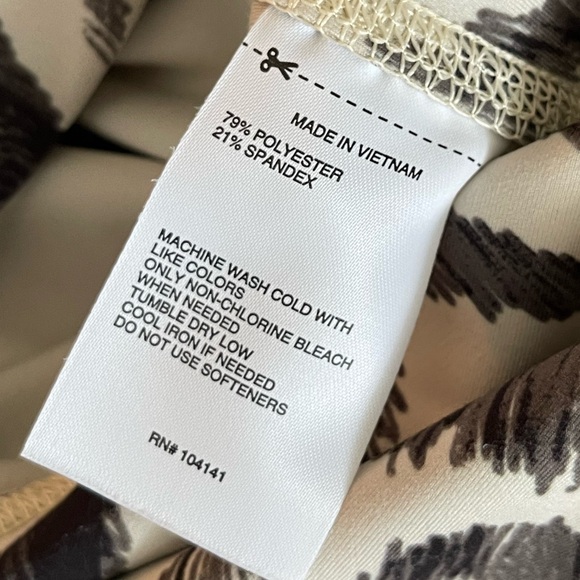 MADE IN VIETNAM
79% POLYESTER
21% SPANDEX
MACHINE WASH COLD WITH
LIKE COLORS
ONLY NON-CHLORINE BLEACH
WHEN NEEDED
TUMBLE DRY LOW
COOL IRON IF NEEDED
DO NOT USE SOFTENERS
RN# 104141